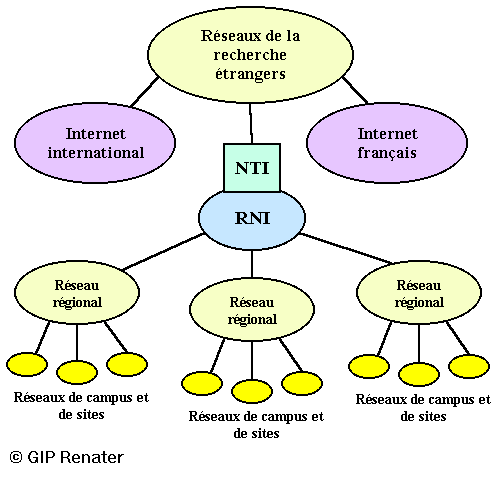 Réseaux de la
recherche
étrangers
Internet
international
Internet
français
NTI
RNI
Réseau
régional
Réseau
régional
Réseau
régional
Réseaux de campus et
de sites
Réseaux de campus et
de sites
Réseaux de campus et
de sites
© GIP Renater